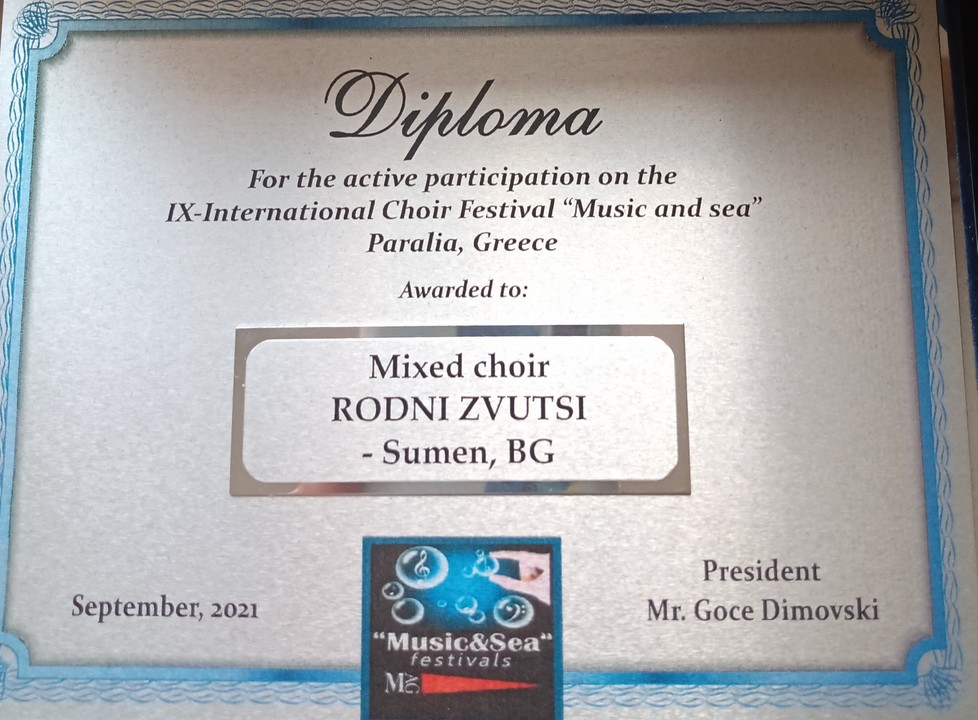 Diploma
For the active participation on the
IX-International Choir Festival “Music and sea”
Paralia, Greece
Awarded to:
Mixed choir
RODNI ZVUTSI
- Sumen, BG
September, 2021
President
Mr. Goce Dimovski
“Music&Sea“
festivals